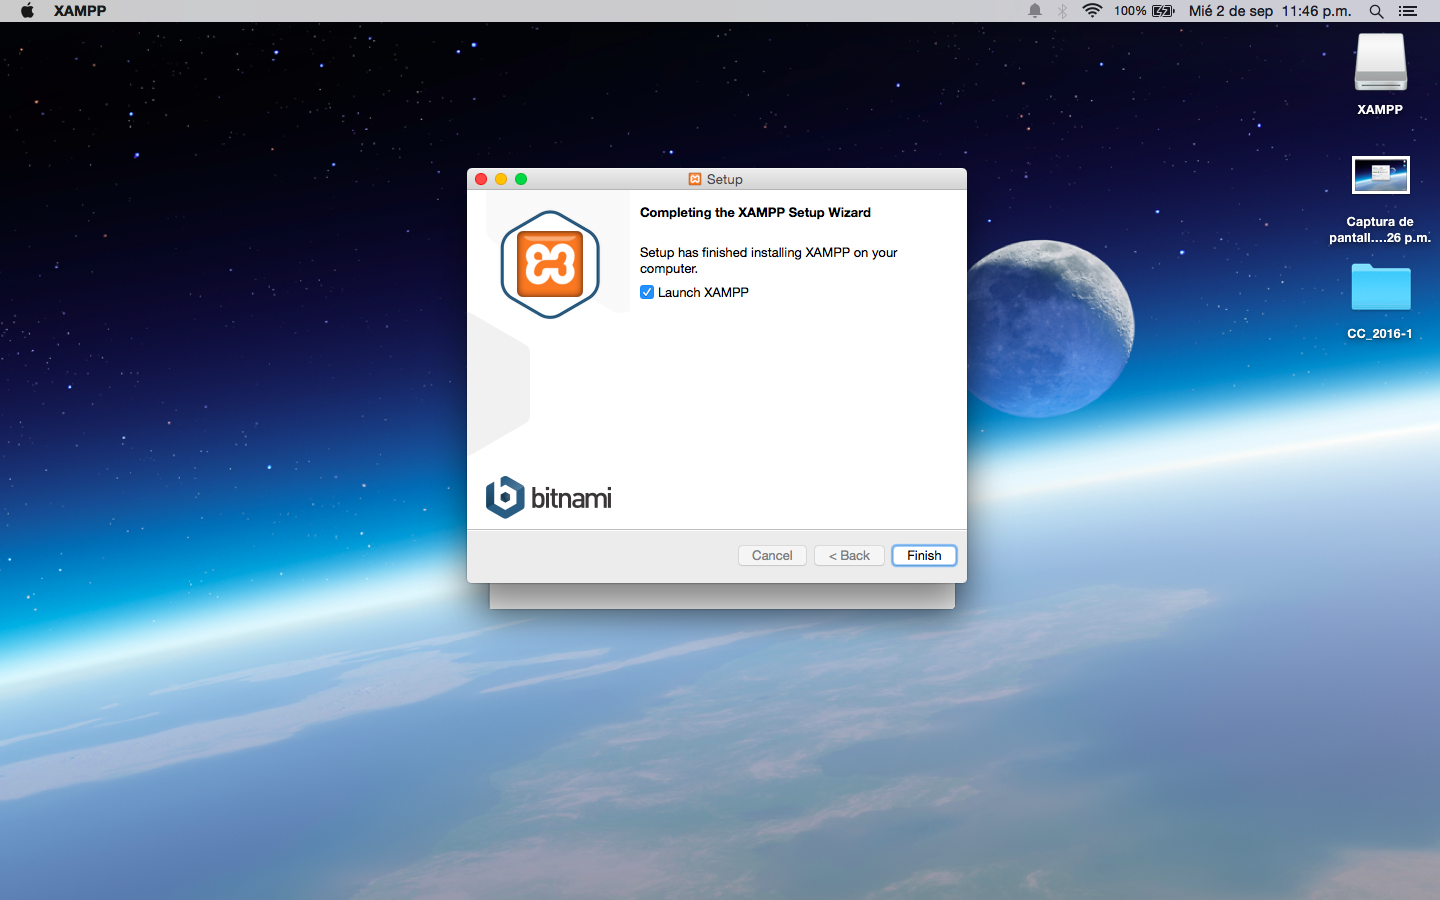 XAMPP
100%
Mié 2 de sep 11:46 p.m.
XAMPP
Captura de
pantall....26 p.m.
CC_2016-1
Setup
Completing the XAMPP Setup Wizard
Setup has finished installing XAMPP on your
computer.
Launch XAMPP
bitnami
Cancel
< Back
Finish